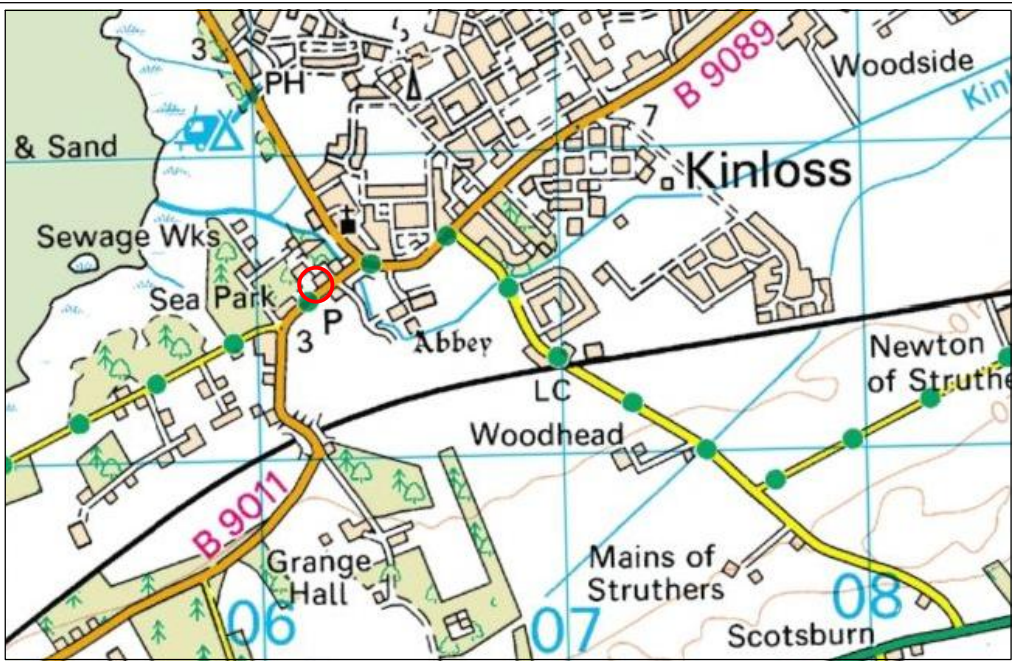 3
PH
B 9089
Woodside
Kinl
& Sand
7
Kinloss
Sewage Wks
Sea Park
P
3
Abbey
Newton
of Struthe
LC
Woodhead
B 9011
Grange
Hall
Mains of
Struthers
06
07
08
Scotsburn